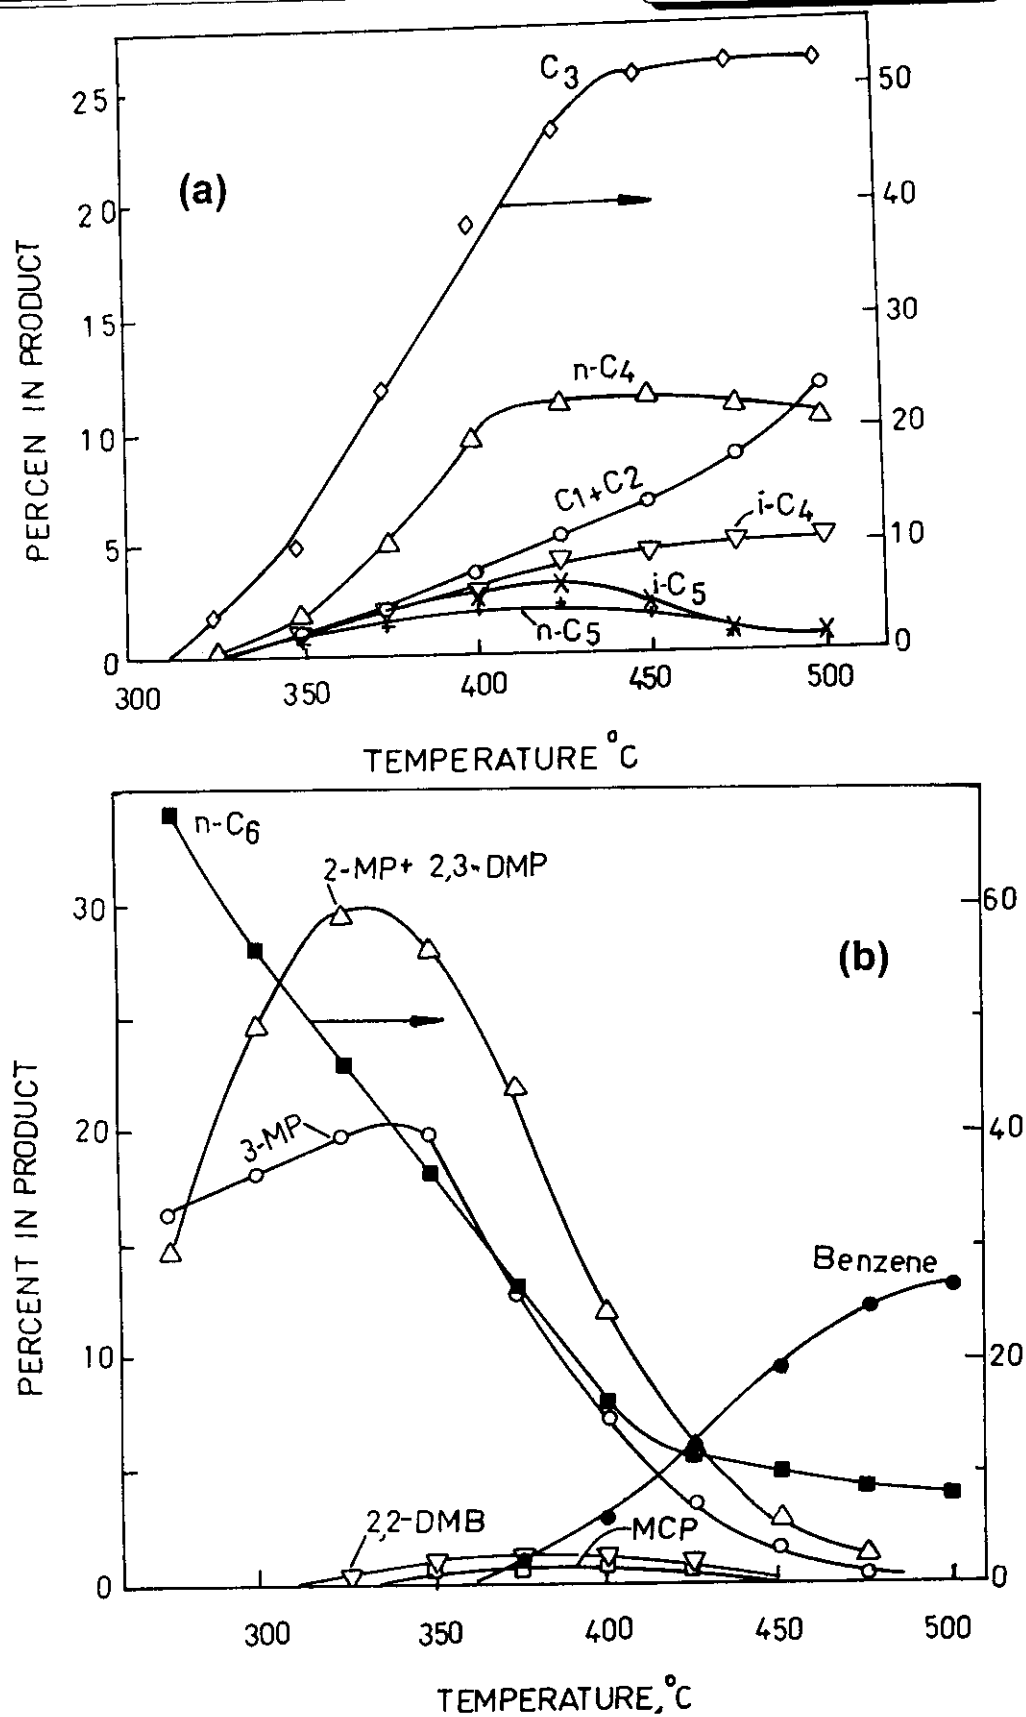 C3
50
25
(a)
40
20
30
15
n-C4
20
10
C1+C2
i-C4
10
5
i-C5
n-C5
0
0
300
350
400
450
500
PERCEN IN PRODUCT
TEMPERATURE °C
n-C6
2-MP+ 2,3-DMP
30
60
(b)
3-MP
20
40
Benzene
10
20
2,2-DMB
MCP
0
0
300
350
400
450
500
PERCENT IN PRODUCT
TEMPERATURE, °C